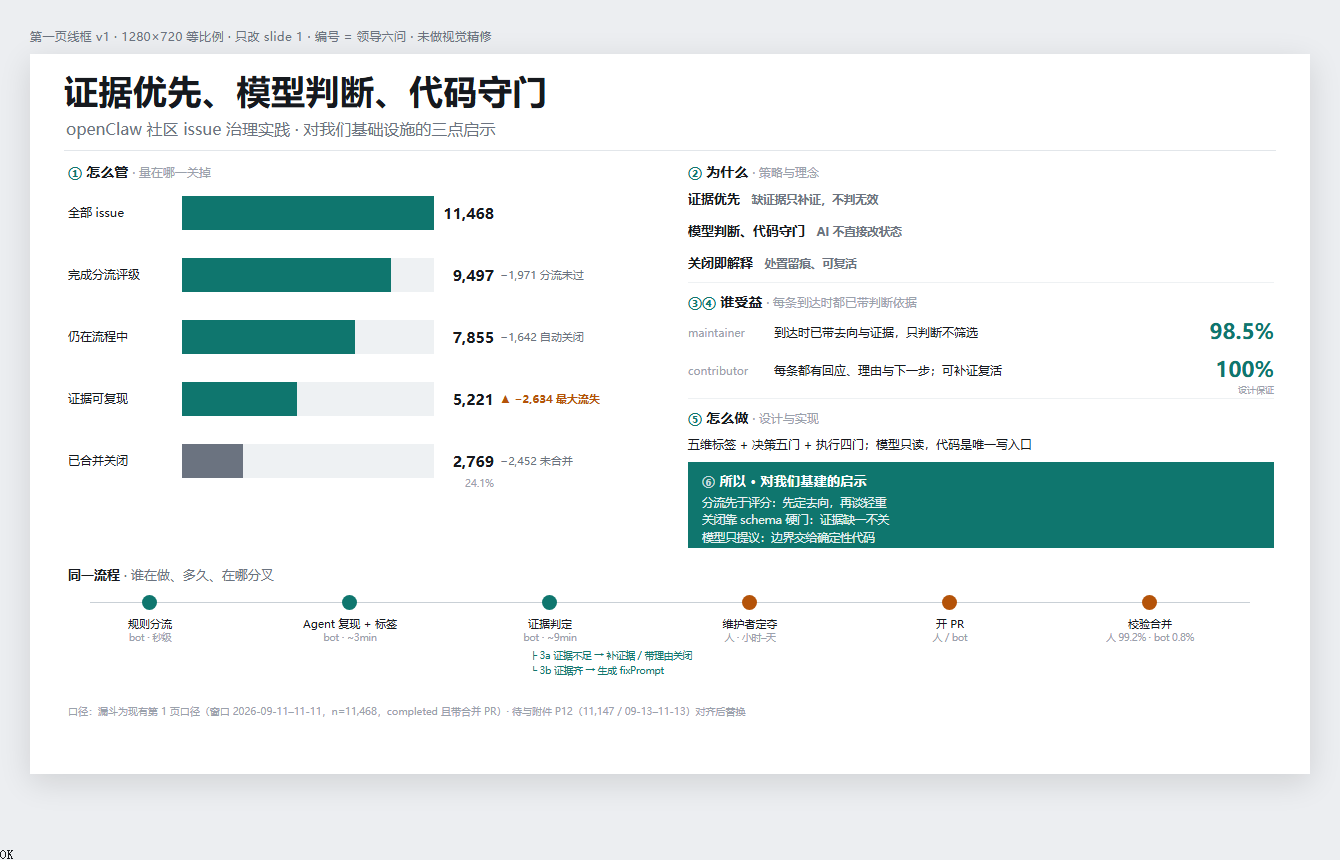 第一页线框 v1 · 1280×720 等比例 · 只改 slide 1 · 编号 = 领导六问 · 未做视觉精修
证据优先、模型判断、代码守门
openClaw 社区 issue 治理实践 · 对我们基础设施的三点启示
① 怎么管 · 量在哪一关掉
全部 issue 11,468
完成分流评级 9,497 −1,971 分流未过
仍在流程中 7,855 −1,642 自动关闭
证据可复现 5,221 ▲ −2,634 最大流失
已合并关闭 2,769 −2,452 未合并
24.1%
② 为什么 · 策略与理念
证据优先 缺证据只补证，不判无效
模型判断、代码守门 AI 不直接改状态
关闭即解释 处置留痕、可复活
③④ 谁受益 · 每条到达时都已带判断依据
maintainer 到达时已带去向与证据，只判断不筛选 98.5%
contributor 每条都有回应、理由与下一步；可补证复活 100%
设计保证
⑤ 怎么做 · 设计与实现
五维标签 + 决策五门 + 执行四门；模型只读，代码是唯一写入口
⑥ 所以 • 对我们基建的启示
分流先于评分：先定去向，再谈轻重
关闭靠 schema 硬门：证据缺一不关
模型只提议：边界交给确定性代码
同一流程 · 谁在做、多久、在哪分叉
规则分流 Agent 复现 + 标签 证据判定 维护者定夺 开 PR 校验合并
bot · 秒级 bot · ~3min bot · ~9min 人 · 小时–天 人 / bot 人 99.2% · bot 0.8%
├ 3a 证据不足 → 补证据 / 带理由关闭
└ 3b 证据齐 → 生成 fixPrompt
口径：漏斗为现有第 1 页口径（窗口 2026-09-11–11-11，n=11,468，completed 且带合并 PR）· 待与附件 P12（11,147 / 09-13–11-13）对齐后替换
OK